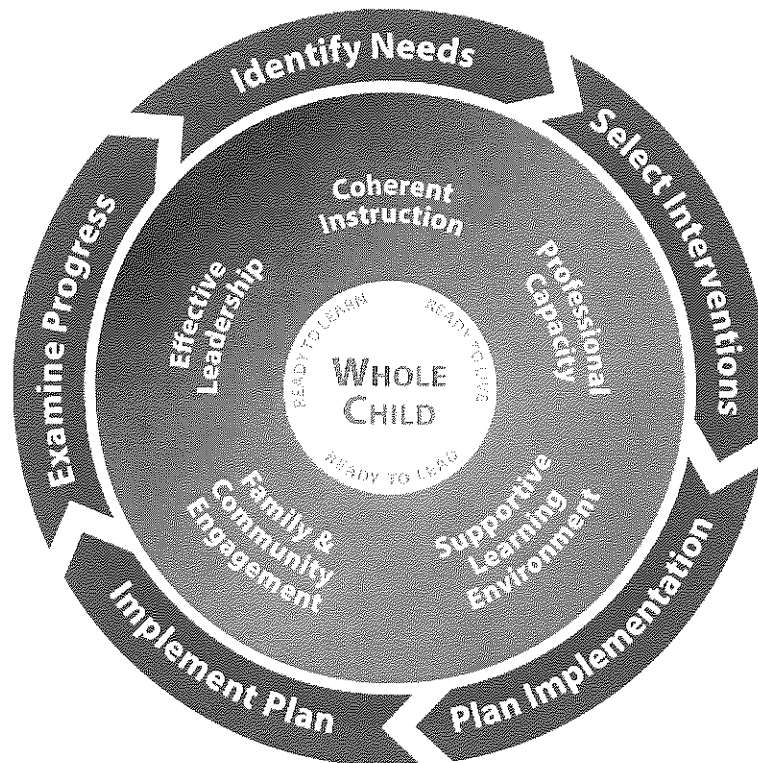 Identify Needs
Select Interventions
Plan Implementation
Implement Plan
Examine Progress
Coherent
Instruction
Professional
Capacity
Supportive
Learning
Environment
Family &
Community
Engagement
Effective
Leadership
READY TO LEARN
READY TO LIVE
READY TO LEAD
WHOLE
CHILD